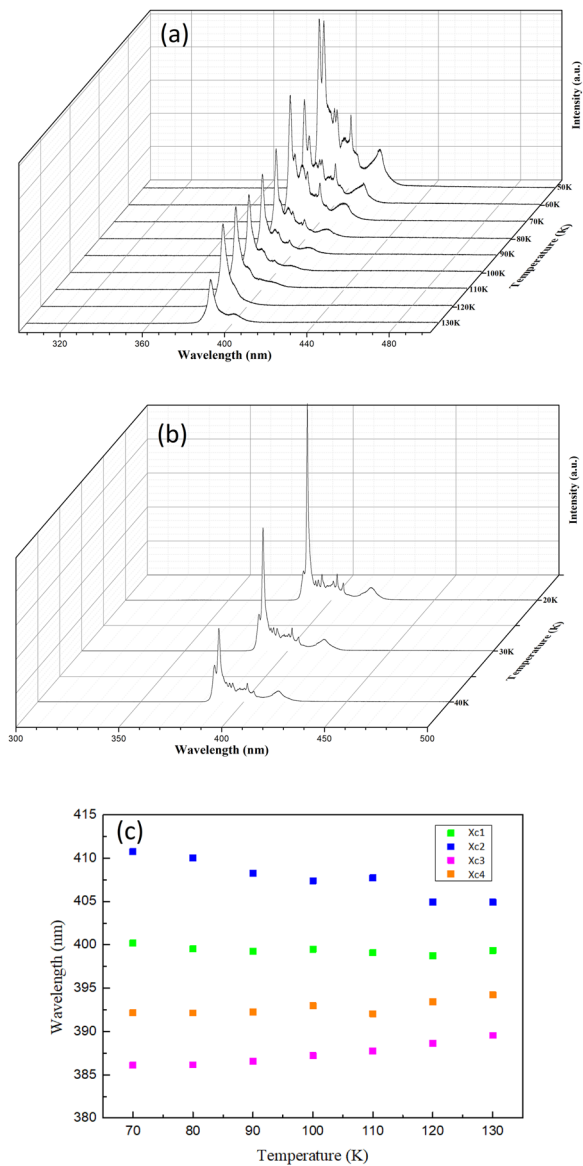 (a)
Intensity (a.u.)
50K
60K
70K
80K
90K
100K
110K
120K
130K
Temperature (K)
320 360 400 440 480
Wavelength (nm)
(b)
Intensity (a.u.)
20K
30K
40K
Temperature (K)
300 350 400 450 500
Wavelength (nm)
(c)
415
410
405
400
395
390
385
380
Wavelength (nm)
Xc1
Xc2
Xc3
Xc4
70 80 90 100 110 120 130
Temperature (K)